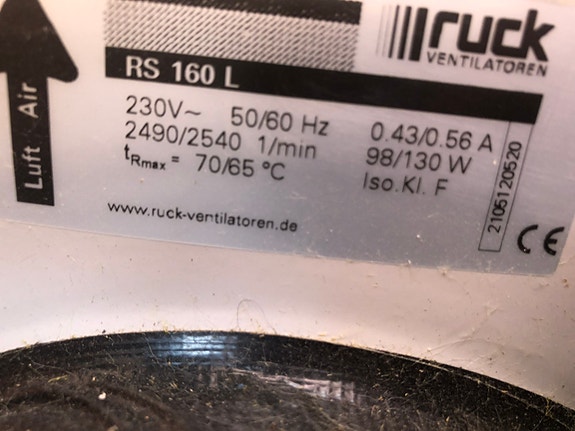 ruck
VENTILATOREN
RS 160 L
Luft Air
230V~ 50/60 Hz 0.43/0.56 A
2490/2540 1/min 98/130 W
tRmax = 70/65 °C Iso.Kl. F
2105120520
www.ruck-ventilatoren.de
CE